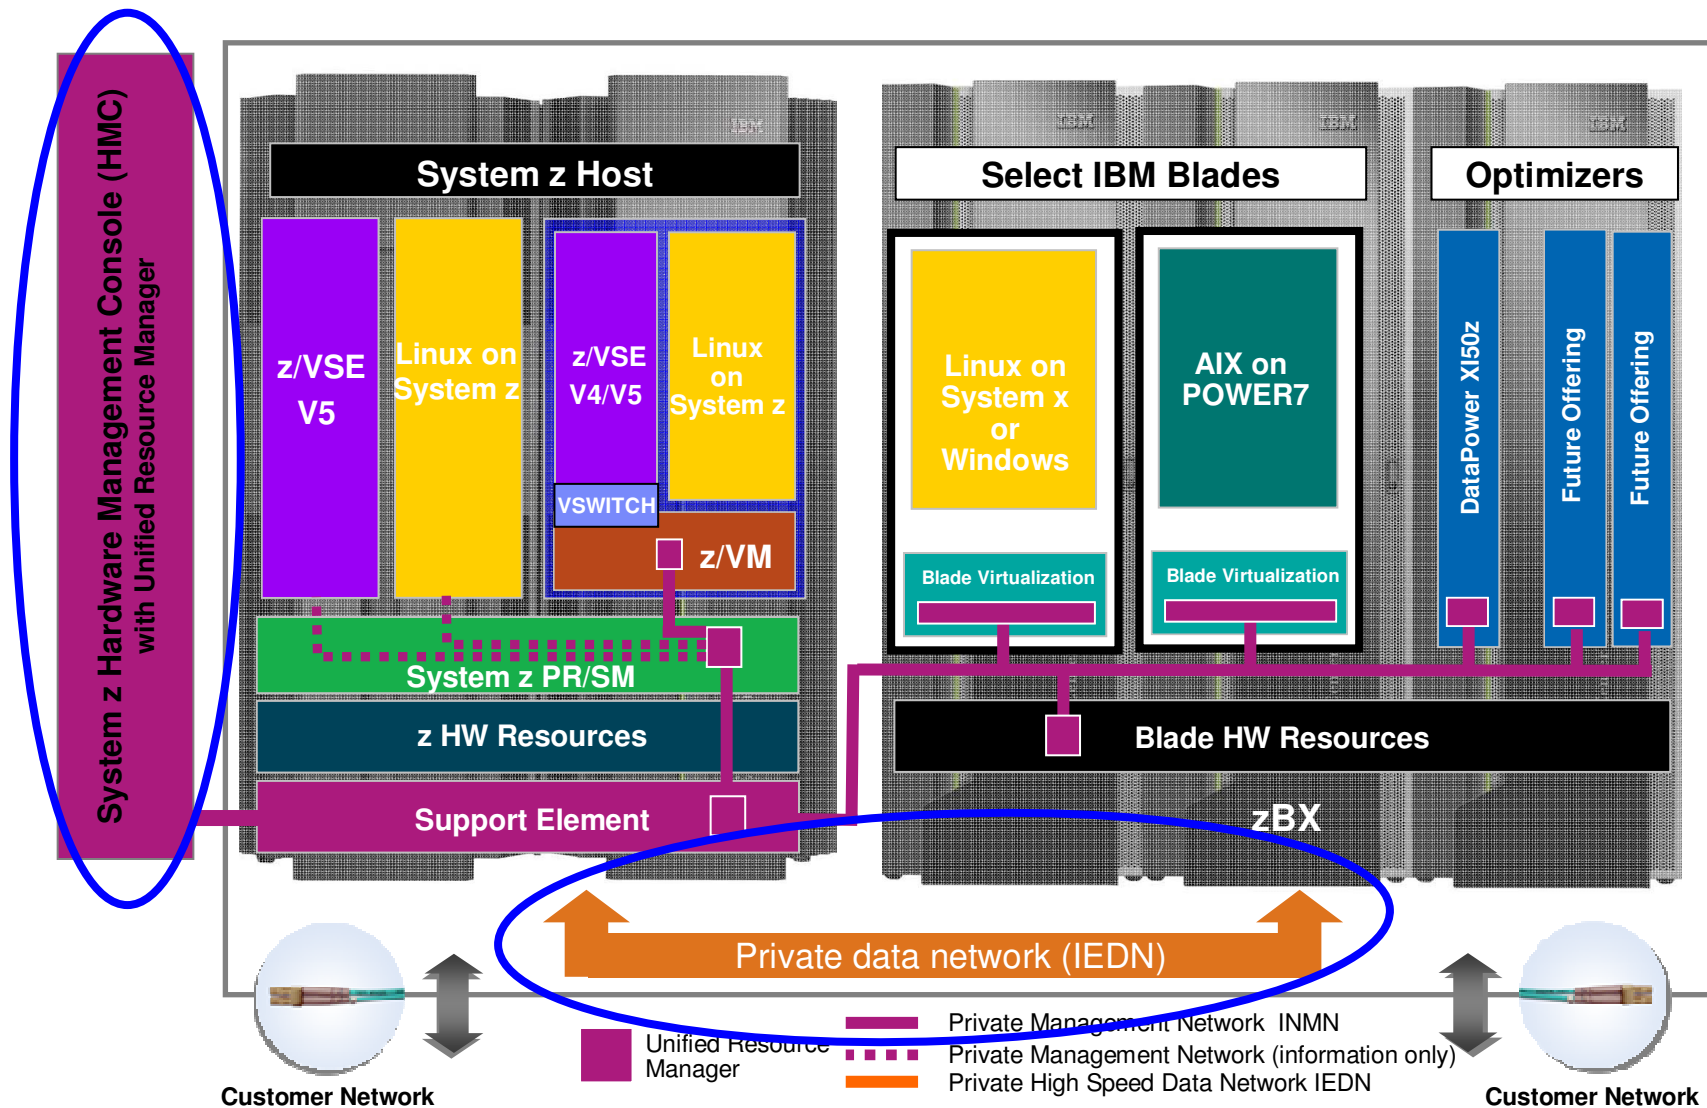 System z Hardware Management Console (HMC)
with Unified Resource Manager
IBM
IBM
IBM
IBM
System z Host
Select IBM Blades
Optimizers
z/VSE
V5
Linux on
System z
z/VSE
V4/V5
Linux
on
System z
VSWITCH
z/VM
Linux on
System x
or
Windows
AIX on
POWER7
DataPower XI50z
Future Offering
Future Offering
Blade Virtualization
Blade Virtualization
System z PR/SM
z HW Resources
Blade HW Resources
Support Element
zBX
Private data network (IEDN)
Unified Resource
Manager
Private Management Network INMN
Private Management Network (information only)
Private High Speed Data Network IEDN
Customer Network
Customer Network